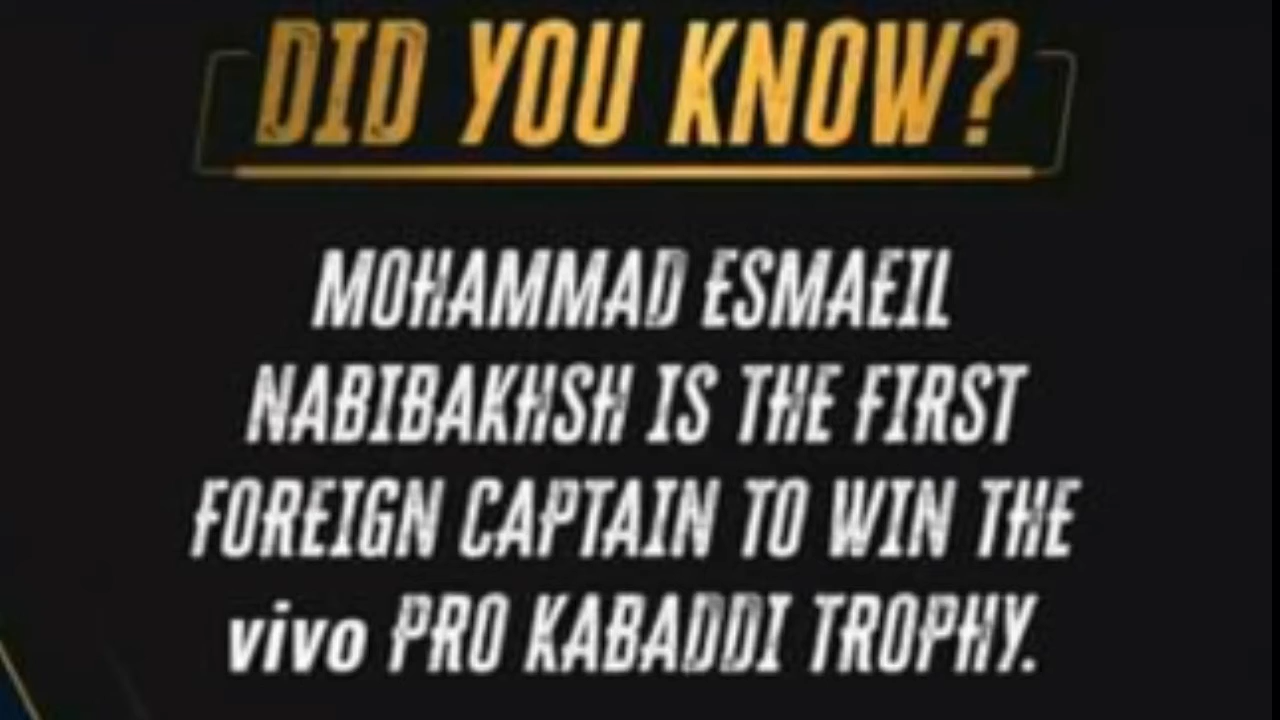 DID YOU KNOW?
MOHAMMAD ESMAEIL
NABIBAKHSH IS THE FIRST
FOREIGN CAPTAIN TO WIN THE
vivo PRO KABADDI TROPHY.